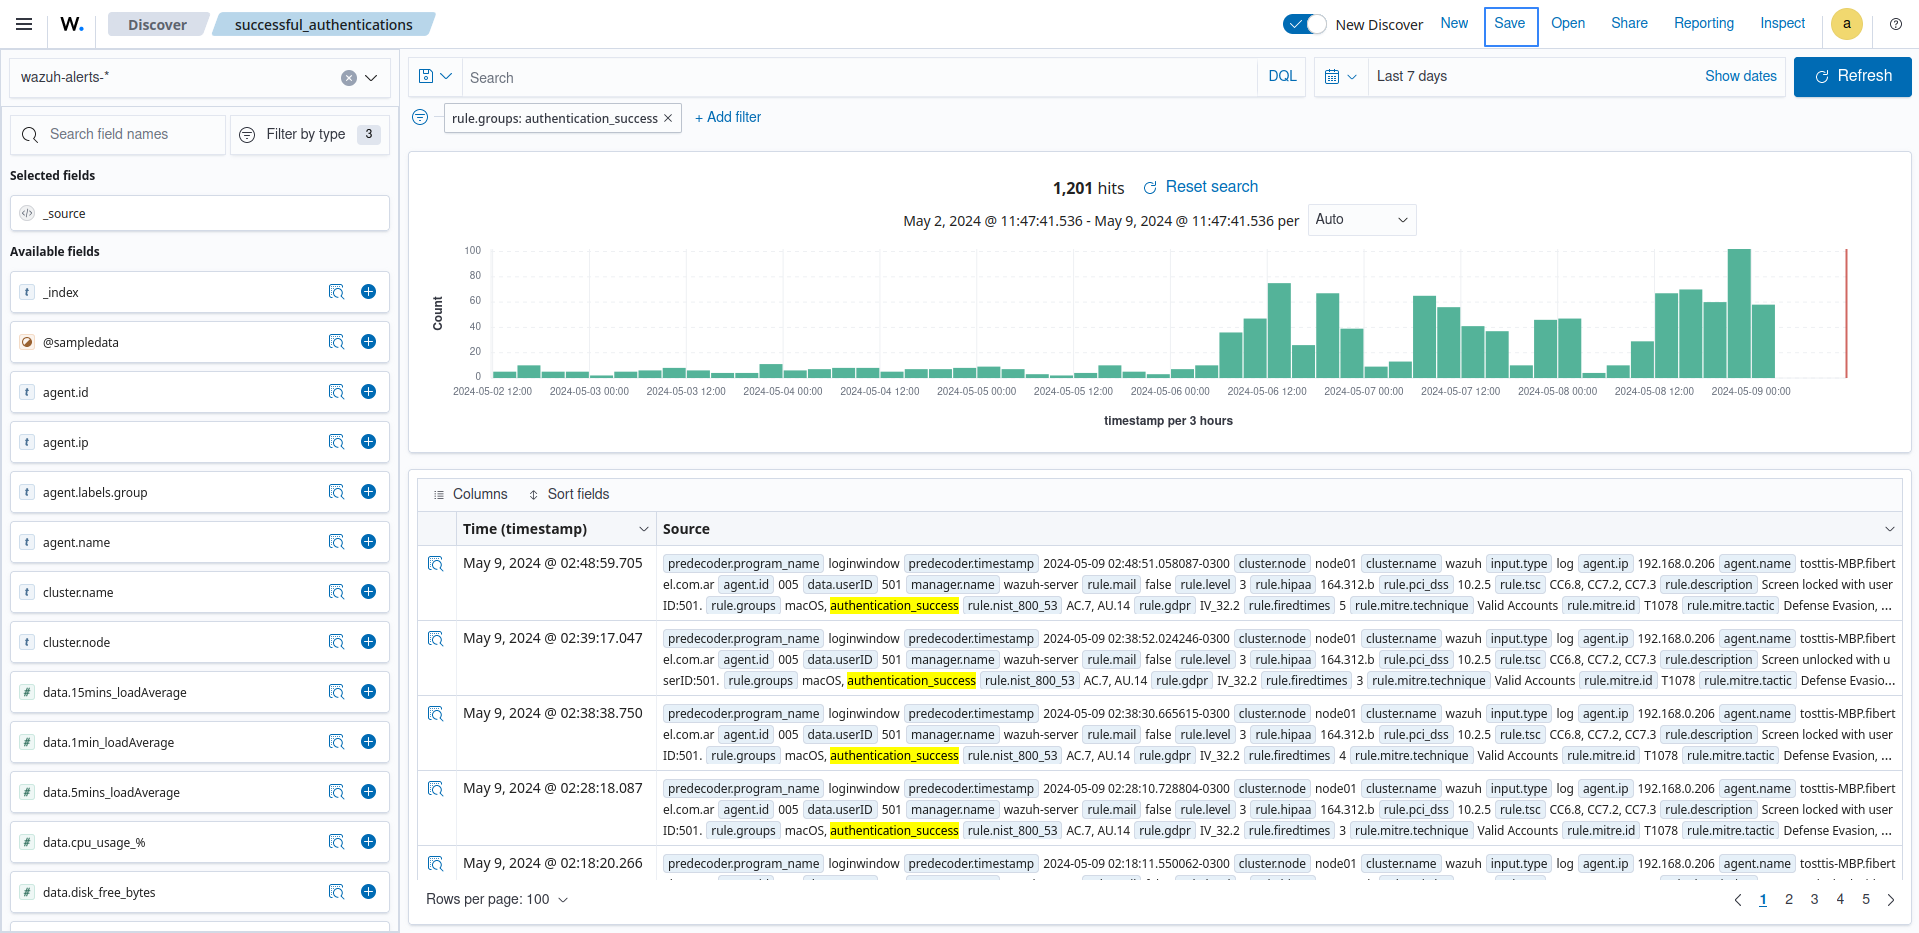 W. Discover successful_authentications New Discover New Save Open Share Reporting Inspect a
wazuh-alerts-*
Search DQL Last 7 days Show dates Refresh
rule.groups: authentication_success + Add filter
Search field names Filter by type 3
Selected fields
_source
Available fields
t _index
@sampledata
t agent.id
t agent.ip
t agent.labels.group
t agent.name
t cluster.name
t cluster.node
# data.15mins_loadAverage
# data.1min_loadAverage
# data.5mins_loadAverage
# data.cpu_usage_%
# data.disk_free_bytes
1,201 hits Reset search
May 2, 2024 @ 11:47:41.536 - May 9, 2024 @ 11:47:41.536 per Auto
Count
100
80
60
40
20
0
2024-05-02 12:00 2024-05-03 00:00 2024-05-03 12:00 2024-05-04 00:00 2024-05-04 12:00 2024-05-05 00:00 2024-05-05 12:00 2024-05-06 00:00 2024-05-06 12:00 2024-05-07 00:00 2024-05-07 12:00 2024-05-08 00:00 2024-05-08 12:00 2024-05-09 00:00
timestamp per 3 hours
Columns Sort fields
Time (timestamp) Source
May 9, 2024 @ 02:48:59.705 predecoder.program_name loginwindow predecoder.timestamp 2024-05-09 02:48:51.058087-0300 cluster.node node01 cluster.name wazuh input.type log agent.ip 192.168.0.206 agent.name tosttis-MBP.fibert
el.com.ar agent.id 005 data.userID 501 manager.name wazuh-server rule.mail false rule.level 3 rule.hipaa 164.312.b rule.pci_dss 10.2.5 rule.tsc CC6.8, CC7.2, CC7.3 rule.description Screen locked with user
ID:501. rule.groups macOS, authentication_success rule.nist_800_53 AC.7, AU.14 rule.gdpr IV_32.2 rule.firedtimes 5 rule.mitre.technique Valid Accounts rule.mitre.id T1078 rule.mitre.tactic Defense Evasion, ...
May 9, 2024 @ 02:39:17.047 predecoder.program_name loginwindow predecoder.timestamp 2024-05-09 02:38:52.024246-0300 cluster.node node01 cluster.name wazuh input.type log agent.ip 192.168.0.206 agent.name tosttis-MBP.fibert
el.com.ar agent.id 005 data.userID 501 manager.name wazuh-server rule.mail false rule.level 3 rule.hipaa 164.312.b rule.pci_dss 10.2.5 rule.tsc CC6.8, CC7.2, CC7.3 rule.description Screen unlocked with u
serID:501. rule.groups macOS, authentication_success rule.nist_800_53 AC.7, AU.14 rule.gdpr IV_32.2 rule.firedtimes 3 rule.mitre.technique Valid Accounts rule.mitre.id T1078 rule.mitre.tactic Defense Evasio...
May 9, 2024 @ 02:38:38.750 predecoder.program_name loginwindow predecoder.timestamp 2024-05-09 02:38:30.665615-0300 cluster.node node01 cluster.name wazuh input.type log agent.ip 192.168.0.206 agent.name tosttis-MBP.fibert
el.com.ar agent.id 005 data.userID 501 manager.name wazuh-server rule.mail false rule.level 3 rule.hipaa 164.312.b rule.pci_dss 10.2.5 rule.tsc CC6.8, CC7.2, CC7.3 rule.description Screen locked with user
ID:501. rule.groups macOS, authentication_success rule.nist_800_53 AC.7, AU.14 rule.gdpr IV_32.2 rule.firedtimes 4 rule.mitre.technique Valid Accounts rule.mitre.id T1078 rule.mitre.tactic Defense Evasion, ...
May 9, 2024 @ 02:28:18.087 predecoder.program_name loginwindow predecoder.timestamp 2024-05-09 02:28:10.728804-0300 cluster.node node01 cluster.name wazuh input.type log agent.ip 192.168.0.206 agent.name tosttis-MBP.fibert
el.com.ar agent.id 005 data.userID 501 manager.name wazuh-server rule.mail false rule.level 3 rule.hipaa 164.312.b rule.pci_dss 10.2.5 rule.tsc CC6.8, CC7.2, CC7.3 rule.description Screen locked with user
ID:501. rule.groups macOS, authentication_success rule.nist_800_53 AC.7, AU.14 rule.gdpr IV_32.2 rule.firedtimes 3 rule.mitre.technique Valid Accounts rule.mitre.id T1078 rule.mitre.tactic Defense Evasion, ...
May 9, 2024 @ 02:18:20.266 predecoder.program_name loginwindow predecoder.timestamp 2024-05-09 02:18:11.550062-0300 cluster.node node01 cluster.name wazuh input.type log agent.ip 192.168.0.206 agent.name tosttis-MBP.fibert
Rows per page: 100 1 2 3 4 5